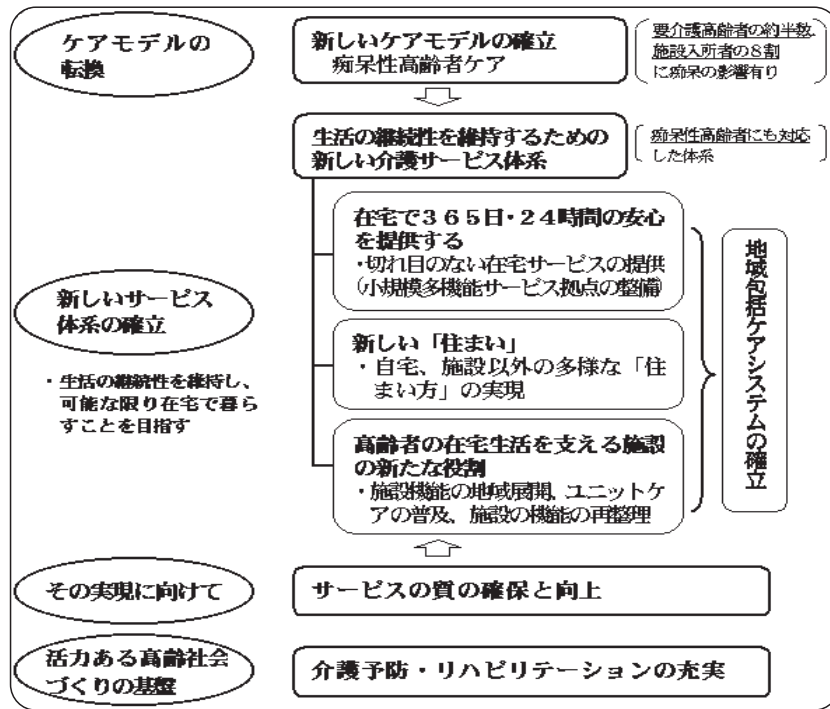 ケアモデルの
転換
新しいケアモデルの確立
痴呆性高齢者ケア
要介護高齢者の約半数、
施設入所者の８割
に痴呆の影響有り
生活の継続性を維持するための
新しい介護サービス体系
痴呆性高齢者にも対応
した体系
新しいサービス
体系の確立
・生活の継続性を維持し、
可能な限り在宅で暮ら
すことを目指す
在宅で３６５日・２４時間の安心
を提供する
・切れ目のない在宅サービスの提供
（小規模多機能サービス拠点の整備）
新しい「住まい」
・自宅、施設以外の多様な「住
まい方」の実現
高齢者の在宅生活を支える施設
の新たな役割
・施設機能の地域展開、ユニットケ
アの普及、施設の機能の再整理
地域包括ケアシステムの確立
その実現に向けて
サービスの質の確保と向上
活力ある高齢社会
づくりの基盤
介護予防・リハビリテーションの充実